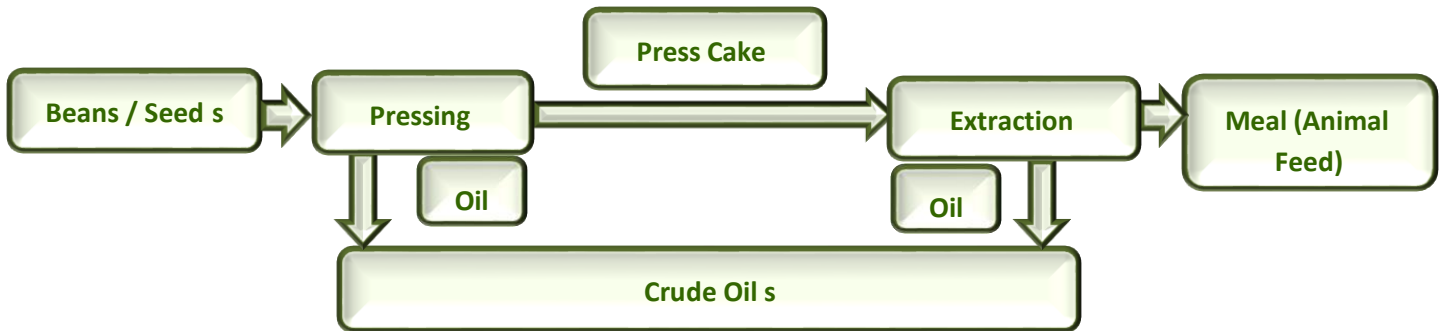 Press Cake
Beans / Seed s
Pressing
Extraction
Meal (Animal
Feed)
Oil
Oil
Crude Oil s